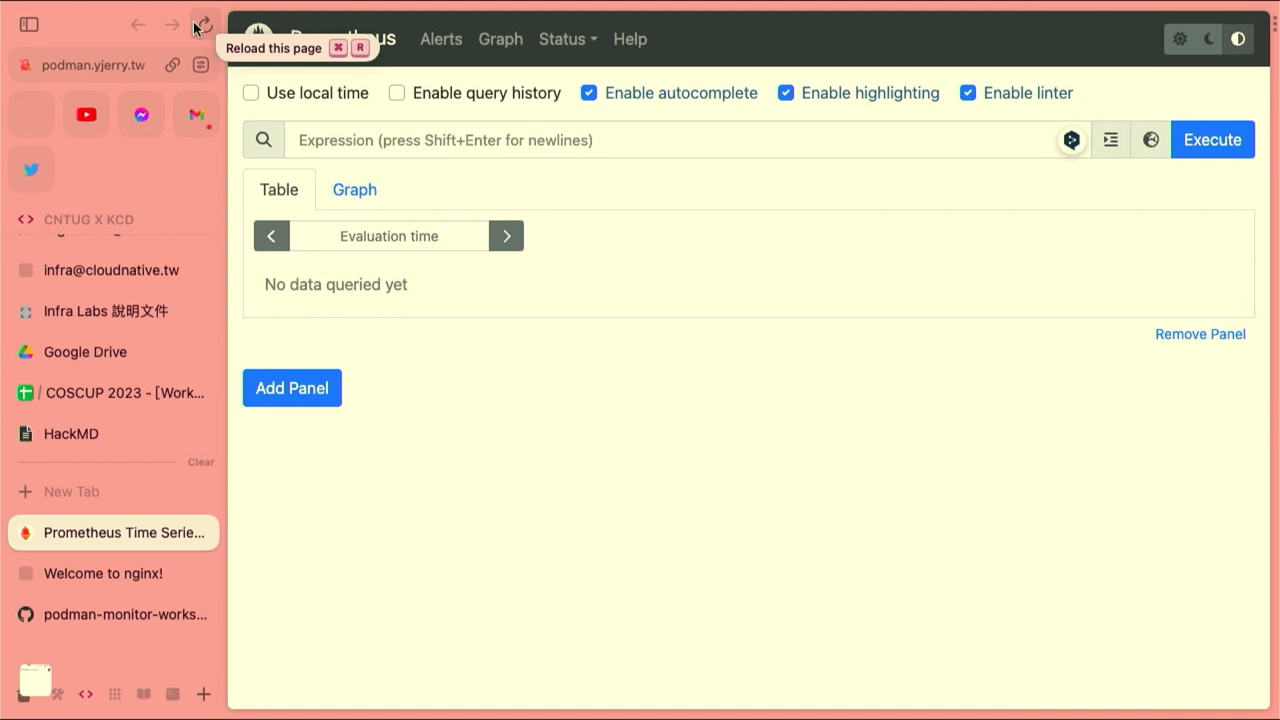 Alerts
Graph
Status
Help
Reload this page ⌘ R
podman.yjerry.tw
Use local time
Enable query history
Enable autocomplete
Enable highlighting
Enable linter
Expression (press Shift+Enter for newlines)
Execute
Table
Graph
Evaluation time
No data queried yet
Remove Panel
Add Panel
CNTUG X KCD
infra@cloudnative.tw
Infra Labs 說明文件
Google Drive
/ COSCUP 2023 - [Work...
HackMD
Clear
New Tab
Prometheus Time Serie...
Welcome to nginx!
podman-monitor-works...